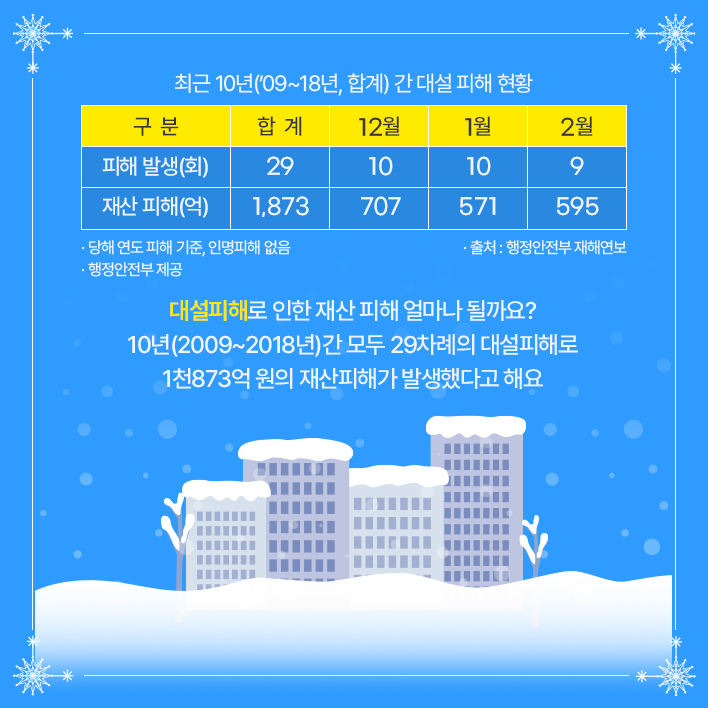 최근 10년('09~18년, 합계) 간 대설 피해 현황
구 분 합 계 12월 1월 2월
피해 발생(회) 29 10 10 9
재산 피해(억) 1,873 707 571 595
· 당해 연도 피해 기준, 인명피해 없음 · 출처 : 행정안전부 재해연보
· 행정안전부 제공
대설피해로 인한 재산 피해 얼마나 될까요?
10년(2009~2018년)간 모두 29차례의 대설피해로
1천873억 원의 재산피해가 발생했다고 해요